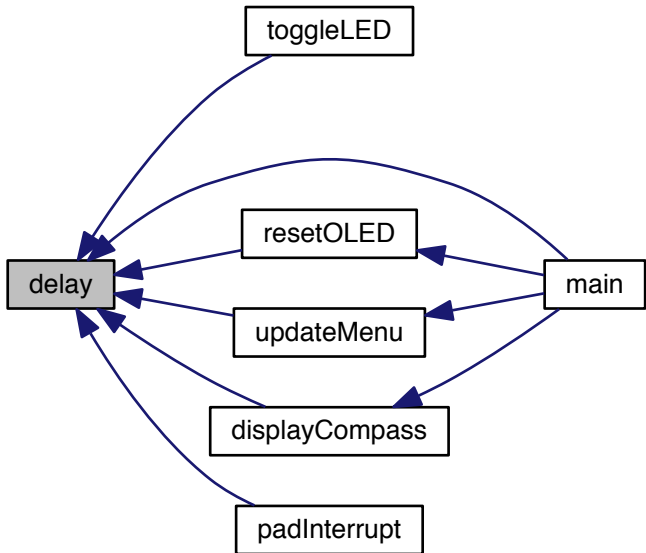 toggleLED
resetOLED
delay
main
updateMenu
displayCompass
padInterrupt